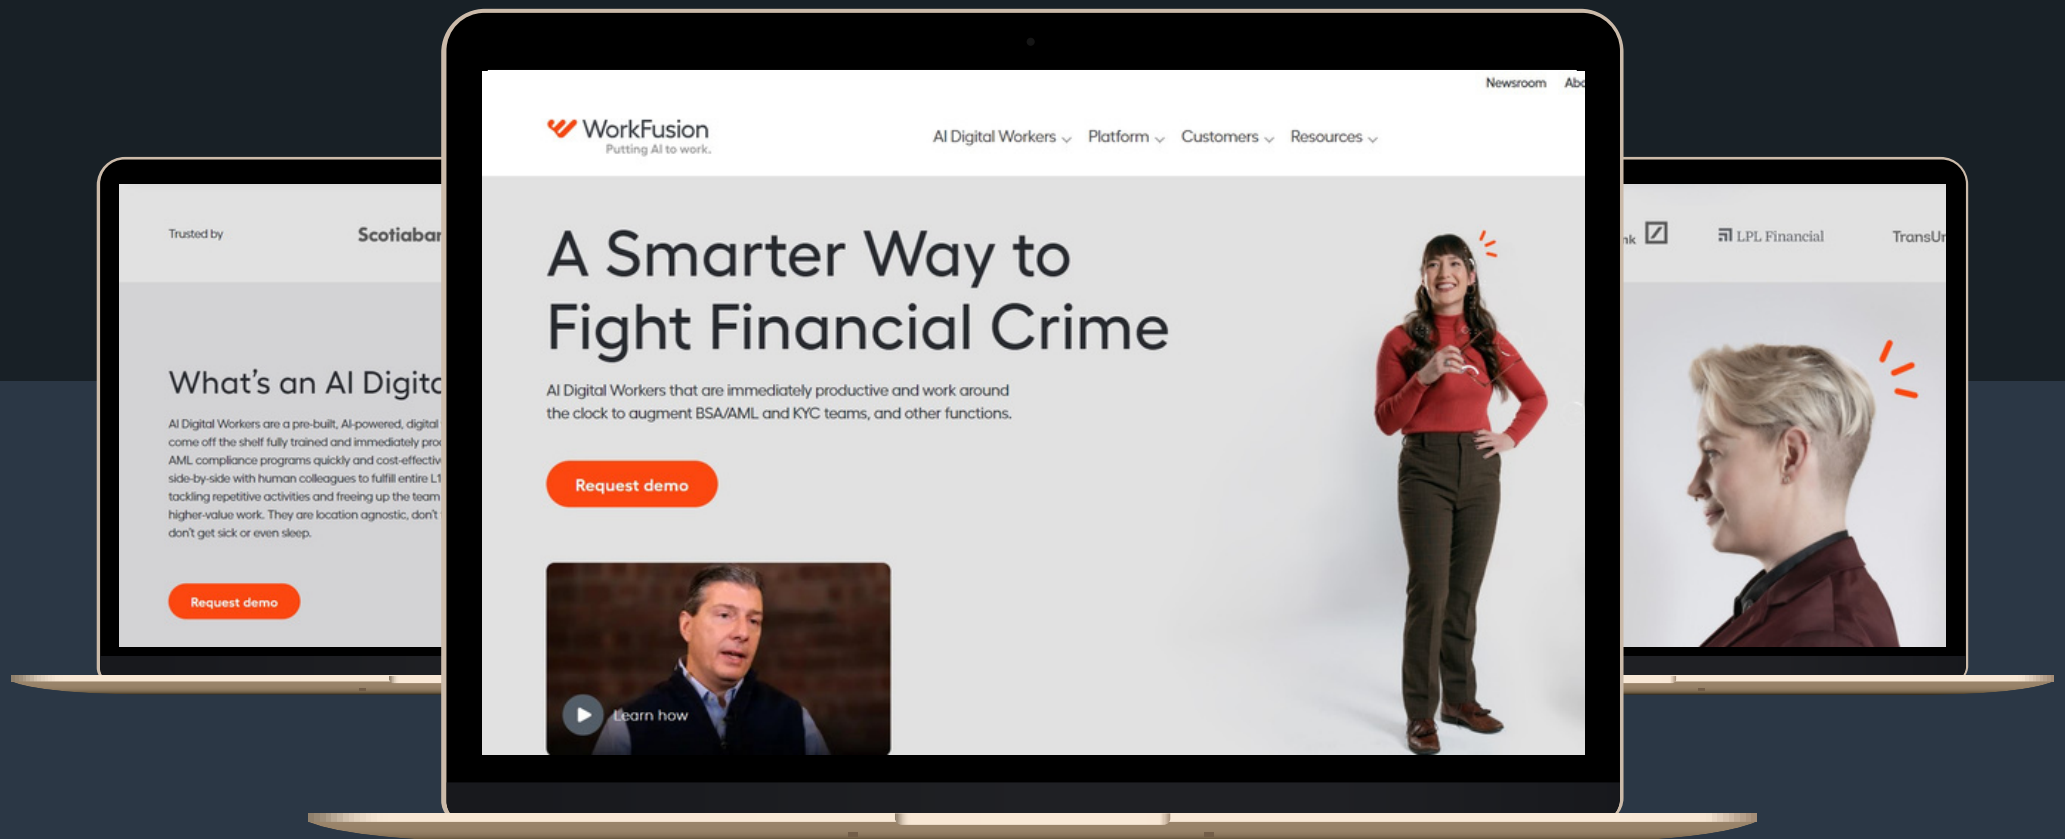 Newsroom
WorkFusion
Putting AI to work.
AI Digital Workers Platform Customers Resources
A Smarter Way to
Fight Financial Crime
AI Digital Workers that are immediately productive and work around
the clock to augment BSA/AML and KYC teams, and other functions.
Request demo
Learn how
Trusted by
What's an AI
AI Digital Workers are a pre-built, AI-powered, digital
come off the shelf fully trained and immediately
AML compliance programs quickly and
side-by-side with human colleagues to fulfill entire
tackling repetitive activities and freeing up the team
higher-value work. They are location agnostic, don't
don't get sick or even sleep.
Request demo
LPL Financial